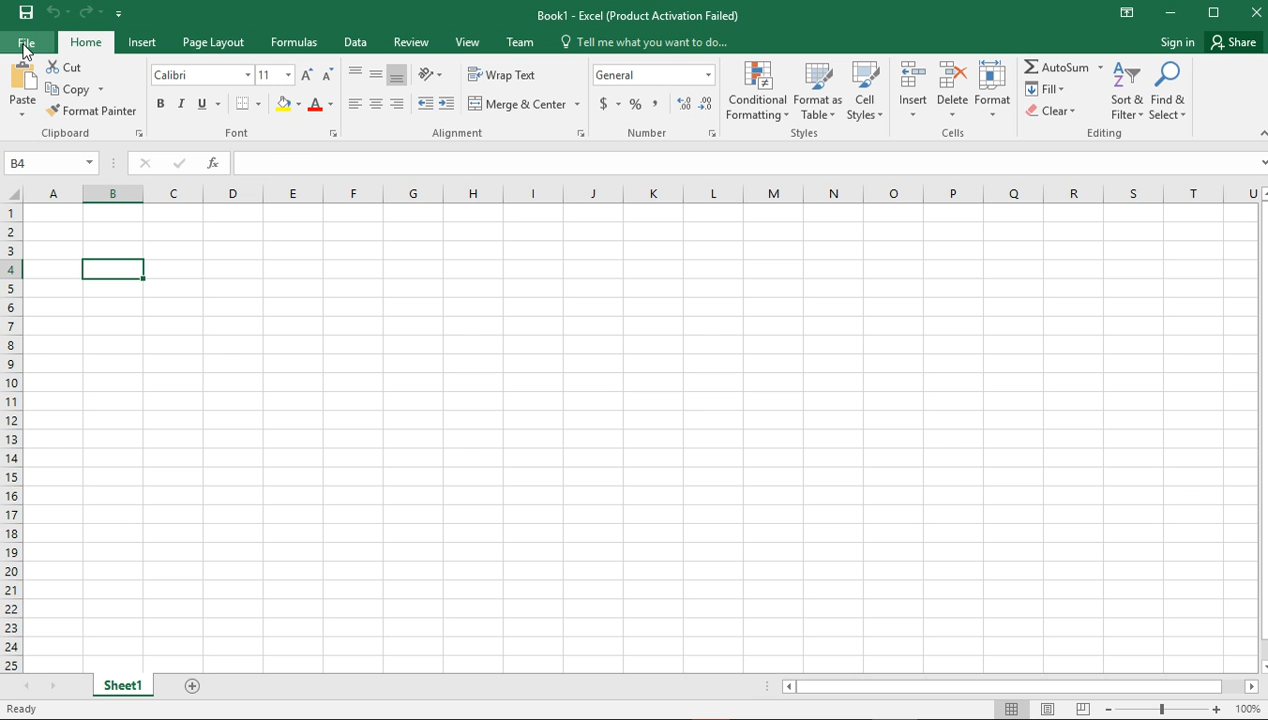 Book1 - Excel (Product Activation Failed)
File Home Insert Page Layout Formulas Data Review View Team Tell me what you want to do... Sign in Share
Paste Cut Copy Format Painter
Clipboard
Calibri 11
B I U A
Font
Wrap Text
Merge & Center
Alignment
General
$ % ,
Number
Conditional Formatting
Format as Table
Cell Styles
Styles
Insert Delete Format
Cells
AutoSum
Fill
Clear
Sort & Filter
Find & Select
Editing
B4 fx
A B C D E F G H I J K L M N O P Q R S T U
1
2
3
4
5
6
7
8
9
10
11
12
13
14
15
16
17
18
19
20
21
22
23
24
25
Sheet1
Ready 100%